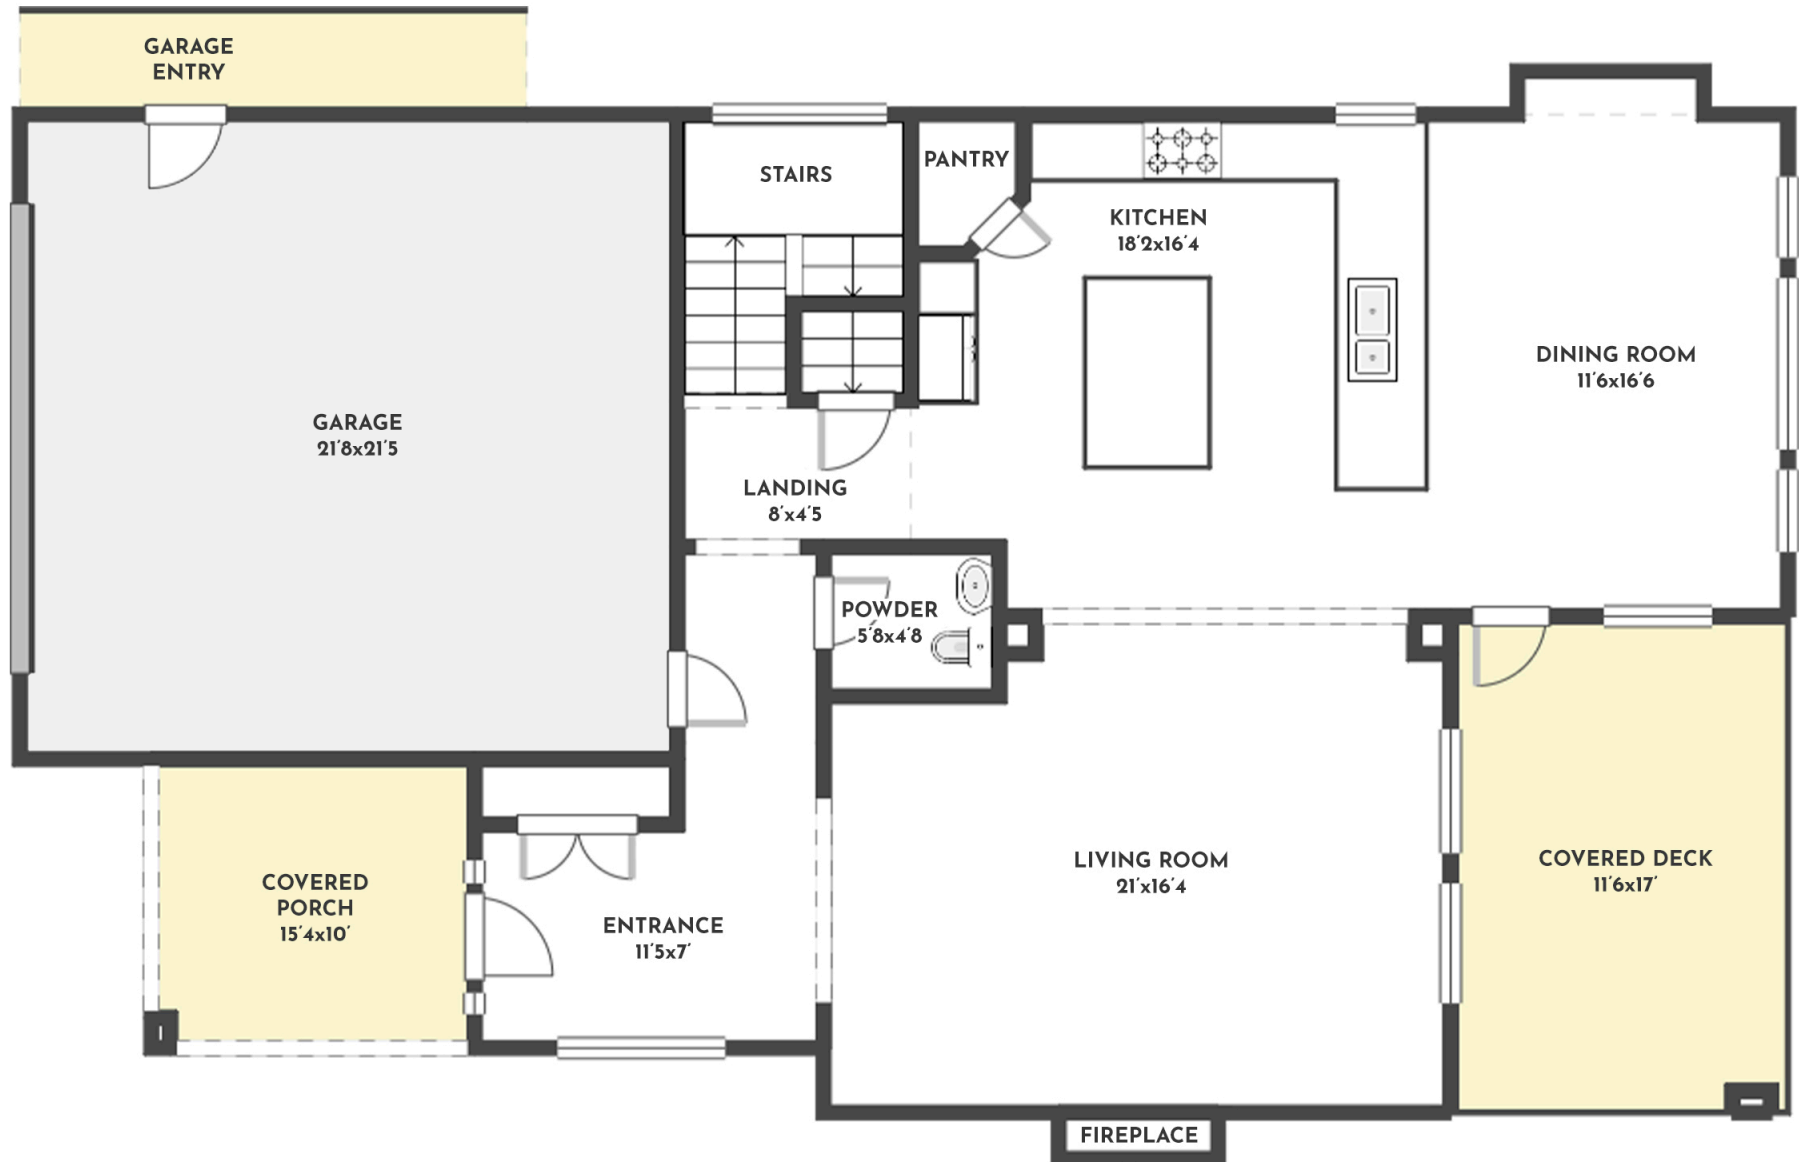 GARAGE
ENTRY
STAIRS
PANTRY
KITCHEN
18'2x16'4
DINING ROOM
11'6x16'6
GARAGE
21'8x21'5
LANDING
8'x4'5
POWDER
5'8x4'8
LIVING ROOM
21'x16'4
COVERED DECK
11'6x17'
COVERED
PORCH
15'4x10'
ENTRANCE
11'5x7'
FIREPLACE